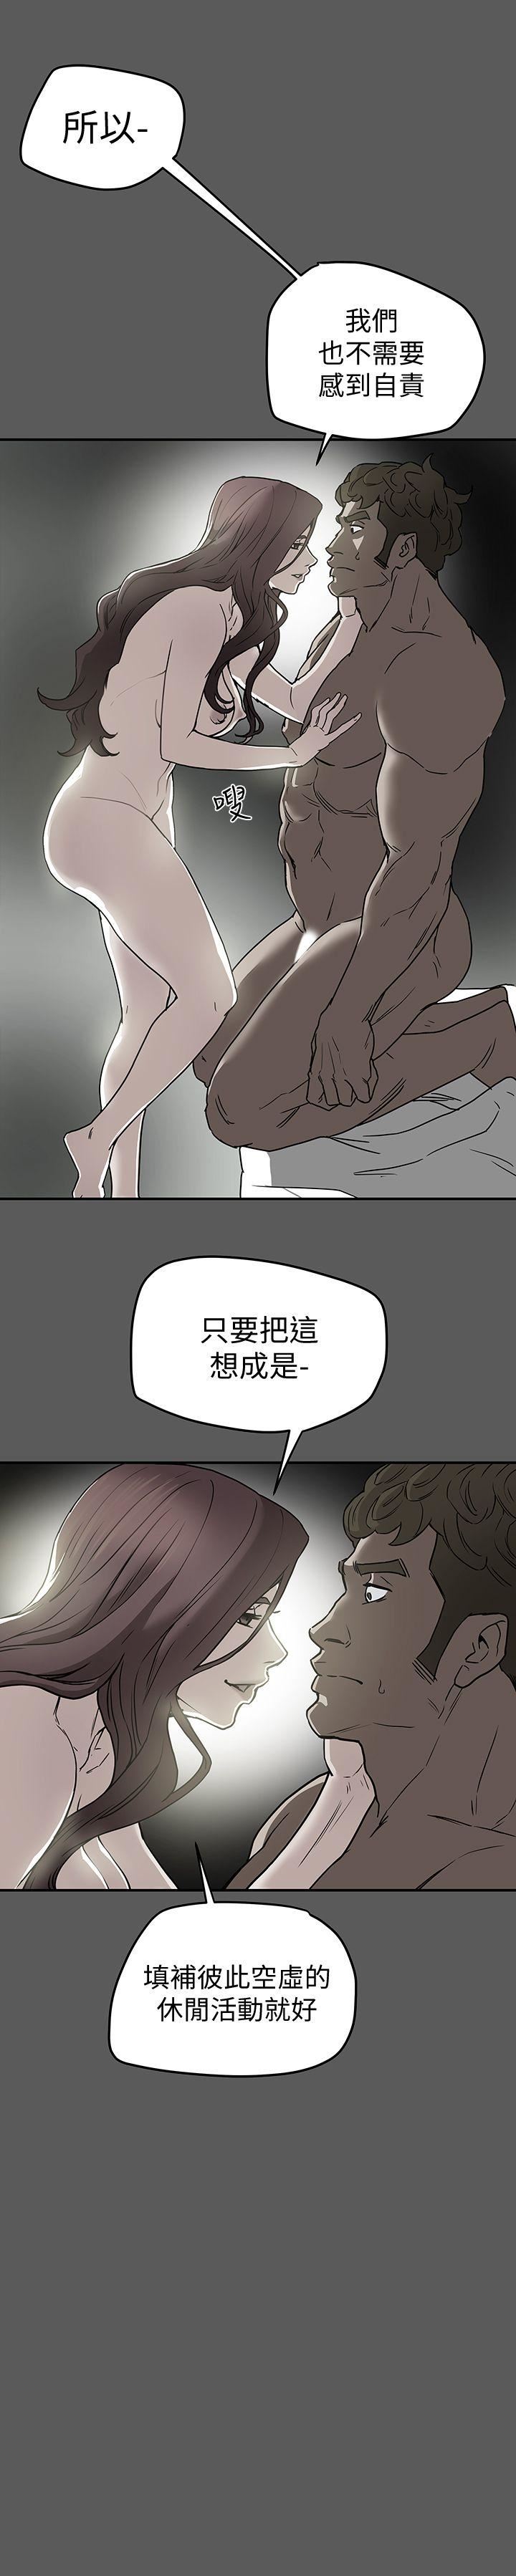 所以-
我們
也不需要
感到自責
嗖
只要把這
想成是-
填補彼此空虛的
休閒活動就好